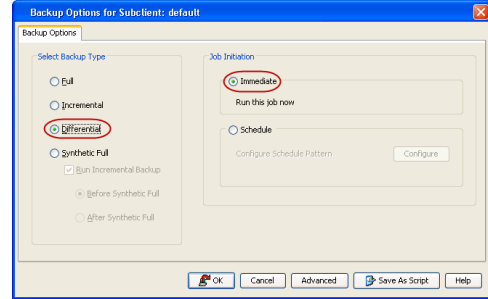 Backup Options for Subclient: default
Backup Options
Select Backup Type
Full
Incremental
Differential
Synthetic Full
Run Incremental Backup
Before Synthetic Full
After Synthetic Full
Job Initiation
Immediate
Run this job now
Schedule
Configure Schedule Pattern
Configure
OK
Cancel
Advanced
Save As Script
Help